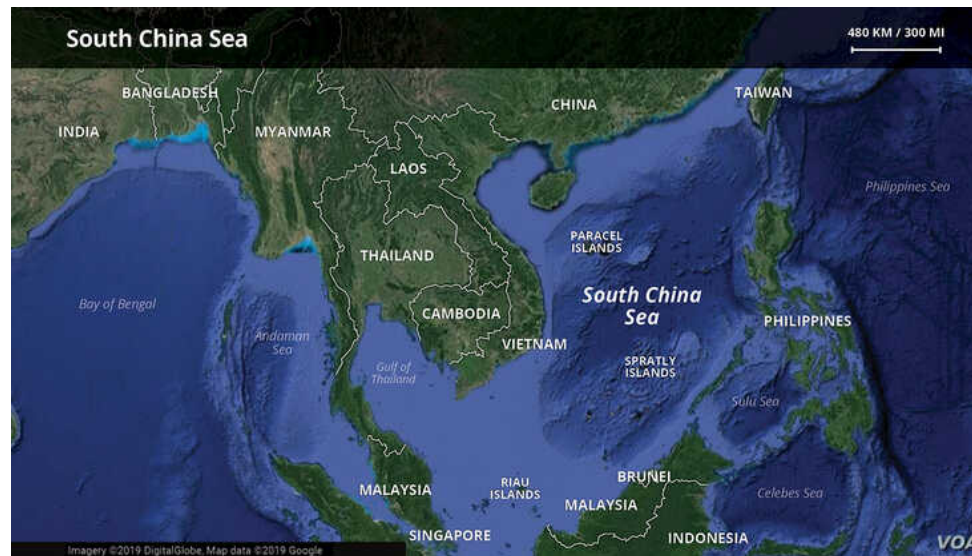 South China Sea
480 KM / 300 MI
BANGLADESH
TAIWAN
CHINA
INDIA
MYANMAR
LAOS
Philippines Sea
PARACEL
ISLANDS
THAILAND
South China
Sea
Bay of Bengal
CAMBODIA
PHILIPPINES
Andaman
Sea
VIETNAM
Gulf of
Thailand
SPRATLY
ISLANDS
Sulu Sea
BRUNEI
MALAYSIA
RIAU
ISLANDS
Celebes Sea
MALAYSIA
SINGAPORE
INDONESIA
Imagery ©2019 DigitalGlobe, Map data ©2019 Google
VOA